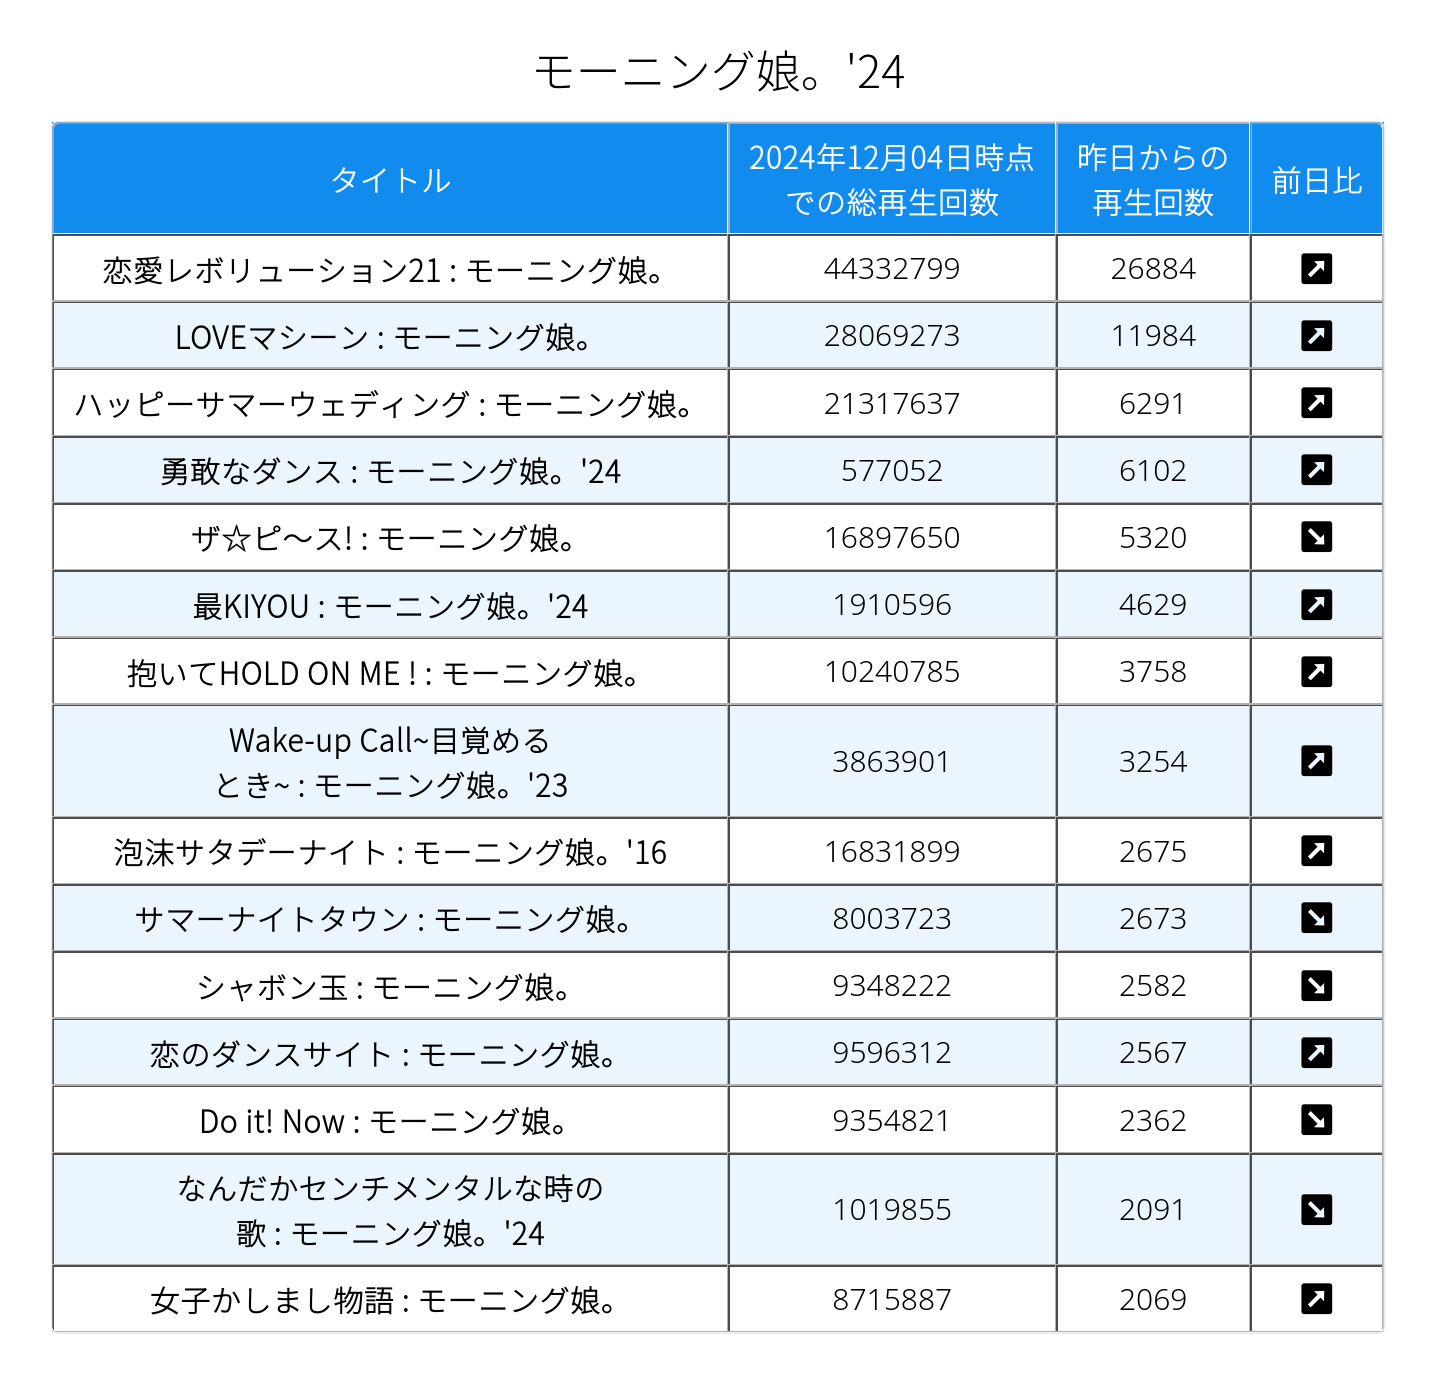 モーニング娘。'24
タイトル
2024年12月04日時点
での総再生回数
昨日からの
再生回数
前日比
恋愛レボリューション21 : モーニング娘。 44332799 26884 ↗
LOVEマシーン : モーニング娘。 28069273 11984 ↗
ハッピーサマーウェディング : モーニング娘。 21317637 6291 ↗
勇敢なダンス : モーニング娘。'24 577052 6102 ↗
ザ☆ピ〜ス! : モーニング娘。 16897650 5320 ↘
最KIYOU : モーニング娘。'24 1910596 4629 ↗
抱いてHOLD ON ME ! : モーニング娘。 10240785 3758 ↗
Wake-up Call~目覚める
とき~ : モーニング娘。'23 3863901 3254 ↗
泡沫サタデーナイト : モーニング娘。'16 16831899 2675 ↗
サマーナイトタウン : モーニング娘。 8003723 2673 ↘
シャボン玉 : モーニング娘。 9348222 2582 ↘
恋のダンスサイト : モーニング娘。 9596312 2567 ↗
Do it! Now : モーニング娘。 9354821 2362 ↘
なんだかセンチメンタルな時の
歌 : モーニング娘。'24 1019855 2091 ↘
女子かしまし物語 : モーニング娘。 8715887 2069 ↗